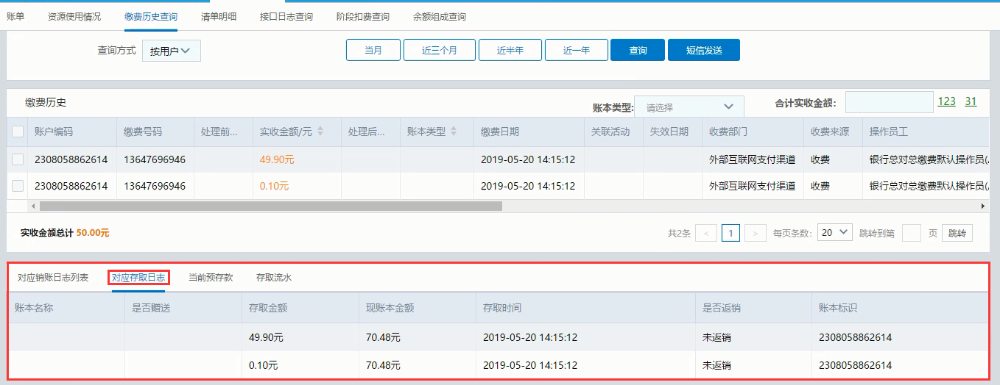 账单 资源使用情况 缴费历史查询 清单明细 接口日志查询 阶段扣费查询 余额组成查询
查询方式 按用户 当月 近三个月 近半年 近一年 查询 短信发送
缴费历史 账本类型: 请选择 合计实收金额: 123 31
账户编码 缴费号码 处理前... 实收金额/元 处理后... 账本类型 缴费日期 关联活动 失效日期 收费部门 收费来源 操作员工
2308058862614 13647696946 49.90元 2019-05-20 14:15:12 外部互联网支付渠道 收费 银行总对总缴费默认操作员(
2308058862614 13647696946 0.10元 2019-05-20 14:15:12 外部互联网支付渠道 收费 银行总对总缴费默认操作员(
实收金额总计 50.00元 共2条 < 1 > 每页条数: 20 跳转到第 页 跳转
对应销账日志列表 对应存取日志 当前预存款 存取流水
账本名称 是否赠送 存取金额 现账本金额 存取时间 是否返销 账本标识
49.90元 70.48元 2019-05-20 14:15:12 未返销 2308058862614
0.10元 70.48元 2019-05-20 14:15:12 未返销 2308058862614